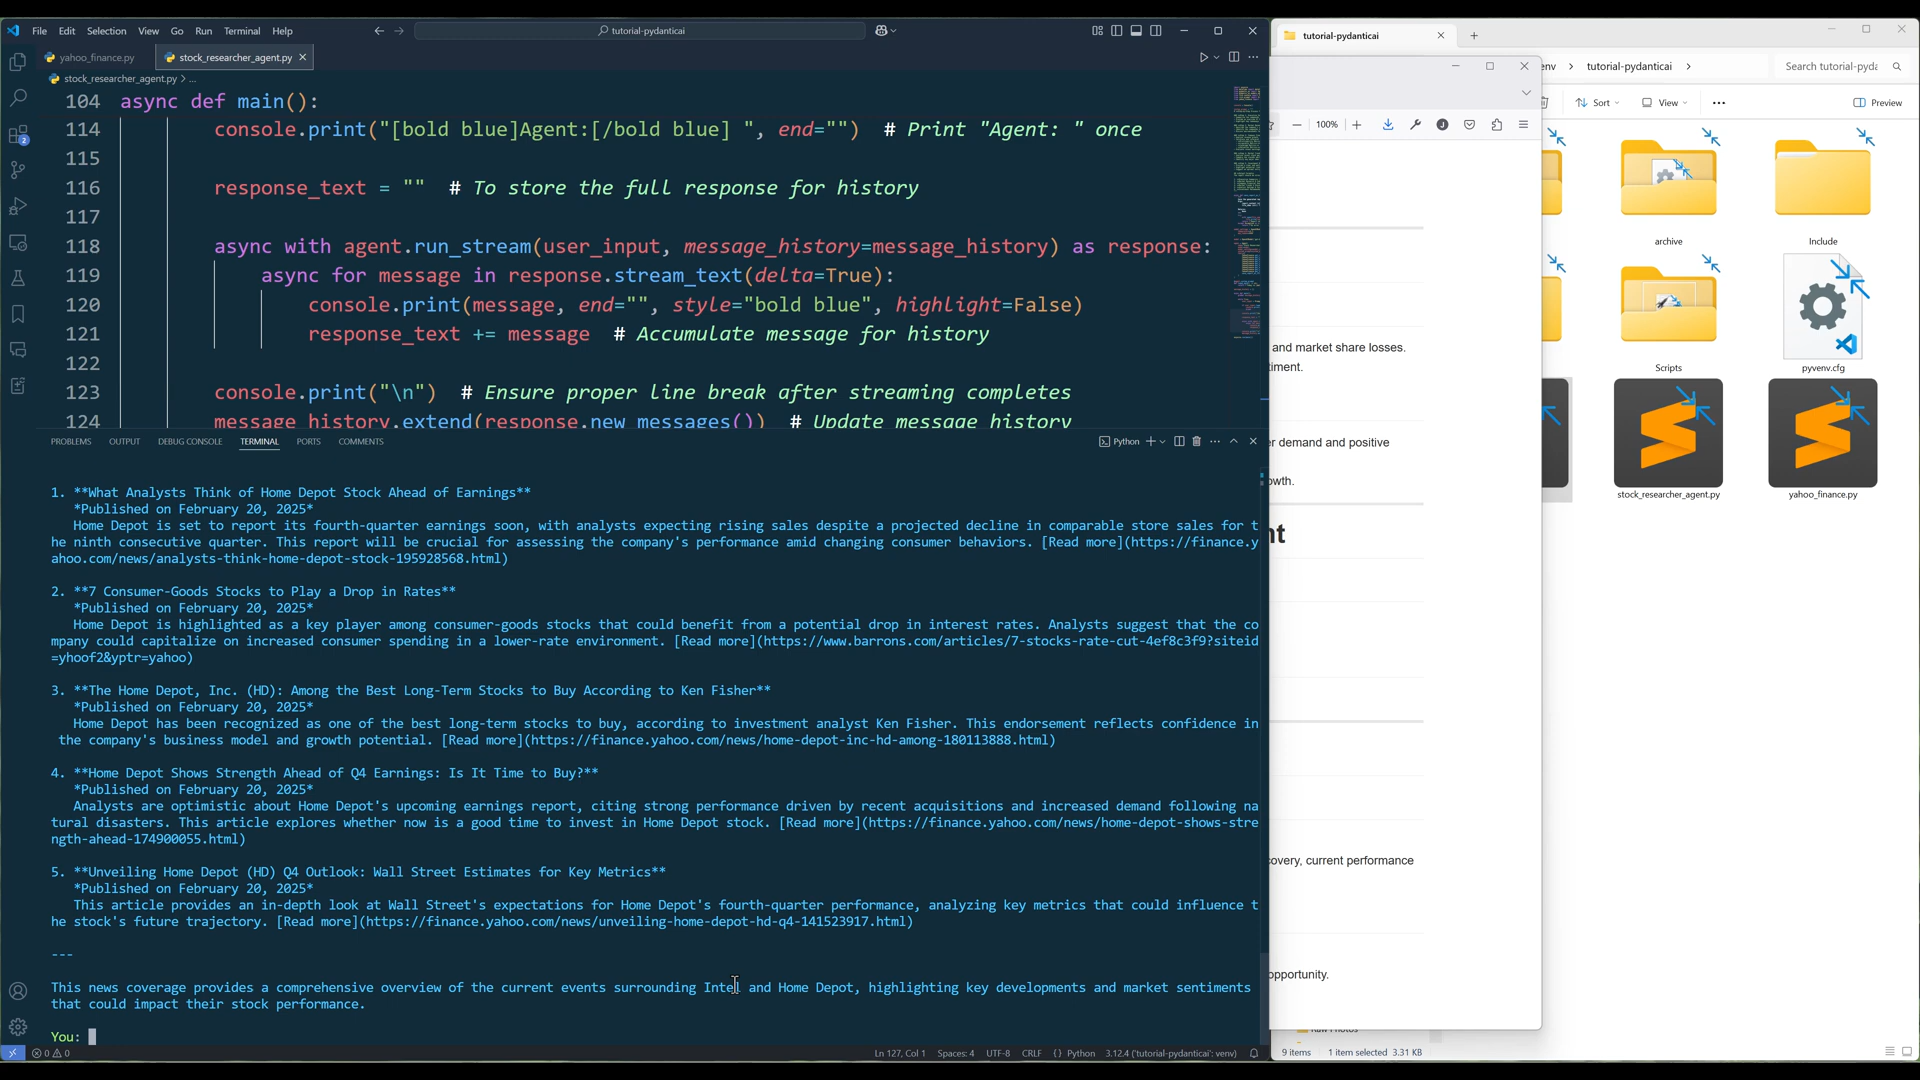 File Edit Selection View Go Run Terminal Help
tutorial-pydanticai
yahoo_finance.py
stock_researcher_agent.py
stock_researcher_agent.py > ...
104 async def main():
114 console.print("[bold blue]Agent:[/bold blue] ", end="") # Print "Agent: " once
115
116 response_text = "" # To store the full response for history
117
118 async with agent.run_stream(user_input, message_history=message_history) as response:
119 async for message in response.stream_text(delta=True):
120 console.print(message, end="", style="bold blue", highlight=False)
121 response_text += message # Accumulate message for history
122
123 console.print("\n") # Ensure proper line break after streaming completes
124 message_history.extend(response.new_messages()) # Update message history
PROBLEMS OUTPUT DEBUG CONSOLE TERMINAL PORTS COMMENTS
Python
1. **What Analysts Think of Home Depot Stock Ahead of Earnings**
*Published on February 20, 2025*
Home Depot is set to report its fourth-quarter earnings soon, with analysts expecting rising sales despite a projected decline in comparable store sales for t
he ninth consecutive quarter. This report will be crucial for assessing the company's performance amid changing consumer behaviors. [Read more](https://finance.y
ahoo.com/news/analysts-think-home-depot-stock-195928568.html)
2. **7 Consumer-Goods Stocks to Play a Drop in Rates**
*Published on February 20, 2025*
Home Depot is highlighted as a key player among consumer-goods stocks that could benefit from a potential drop in interest rates. Analysts suggest that the co
mpany could capitalize on increased consumer spending in a lower-rate environment. [Read more](https://www.barrons.com/articles/7-stocks-rate-cut-4ef8c3f9?siteid
=yhoof2&yptr=yahoo)
3. **The Home Depot, Inc. (HD): Among the Best Long-Term Stocks to Buy According to Ken Fisher**
*Published on February 20, 2025*
Home Depot has been recognized as one of the best long-term stocks to buy, according to investment analyst Ken Fisher. This endorsement reflects confidence in
the company's business model and growth potential. [Read more](https://finance.yahoo.com/news/home-depot-inc-hd-among-180113888.html)
4. **Home Depot Shows Strength Ahead of Q4 Earnings: Is It Time to Buy?**
*Published on February 20, 2025*
Analysts are optimistic about Home Depot's upcoming earnings report, citing strong performance driven by recent acquisitions and increased demand following na
tural disasters. This article explores whether now is a good time to invest in Home Depot stock. [Read more](https://finance.yahoo.com/news/home-depot-shows-stre
ngth-ahead-174900055.html)
5. **Unveiling Home Depot (HD) Q4 Outlook: Wall Street Estimates for Key Metrics**
*Published on February 20, 2025*
This article provides an in-depth look at Wall Street's expectations for Home Depot's fourth-quarter performance, analyzing key metrics that could influence t
he stock's future trajectory. [Read more](https://finance.yahoo.com/news/unveiling-home-depot-hd-q4-141523917.html)
---
This news coverage provides a comprehensive overview of the current events surrounding Intel and Home Depot, highlighting key developments and market sentiments
that could impact their stock performance.
You:
0 0
Ln 127, Col 1 Spaces: 4 UTF-8 CRLF {} Python 3.12.4 ('tutorial-pydanticai': venv)
100%
and market share losses.
timent.
er demand and positive
owth.
nt
covery, current performance
opportunity.
tutorial-pydanticai
env > tutorial-pydanticai >
Search tutorial-pyda
Sort View ... Preview
archive
Include
Scripts
pyvenv.cfg
stock_researcher_agent.py
yahoo_finance.py
9 items 1 item selected 3.31 KB